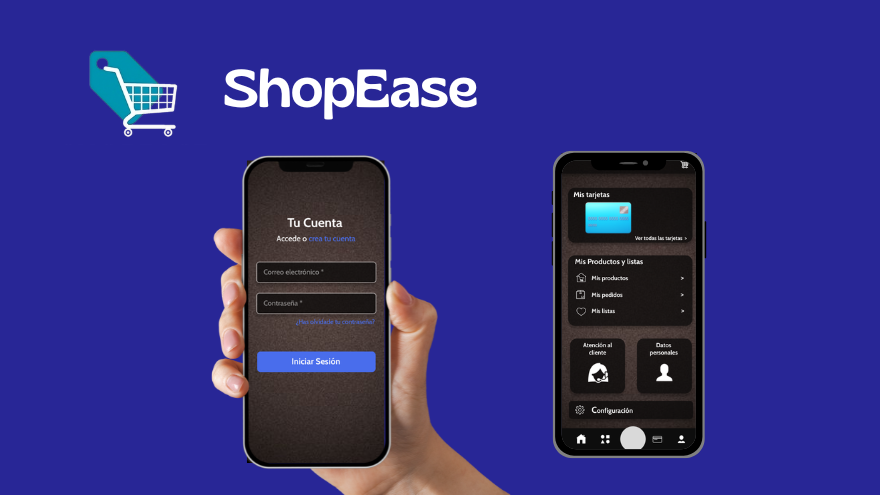 ShopEase
Tu Cuenta
Accede o crea tu cuenta
Correo electrónico *
Contraseña *
¿Has olvidado tu contraseña?
Iniciar Sesión
Mis tarjetas
Ver todas las tarjetas >
Mis Productos y listas
Mis productos >
Mis pedidos >
Mis listas >
Atención al
cliente
Datos
personales
Configuración